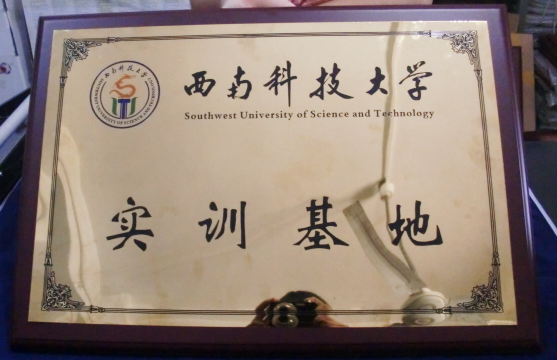 西南科技大学
Southwest University of Science and Technology
实训基地